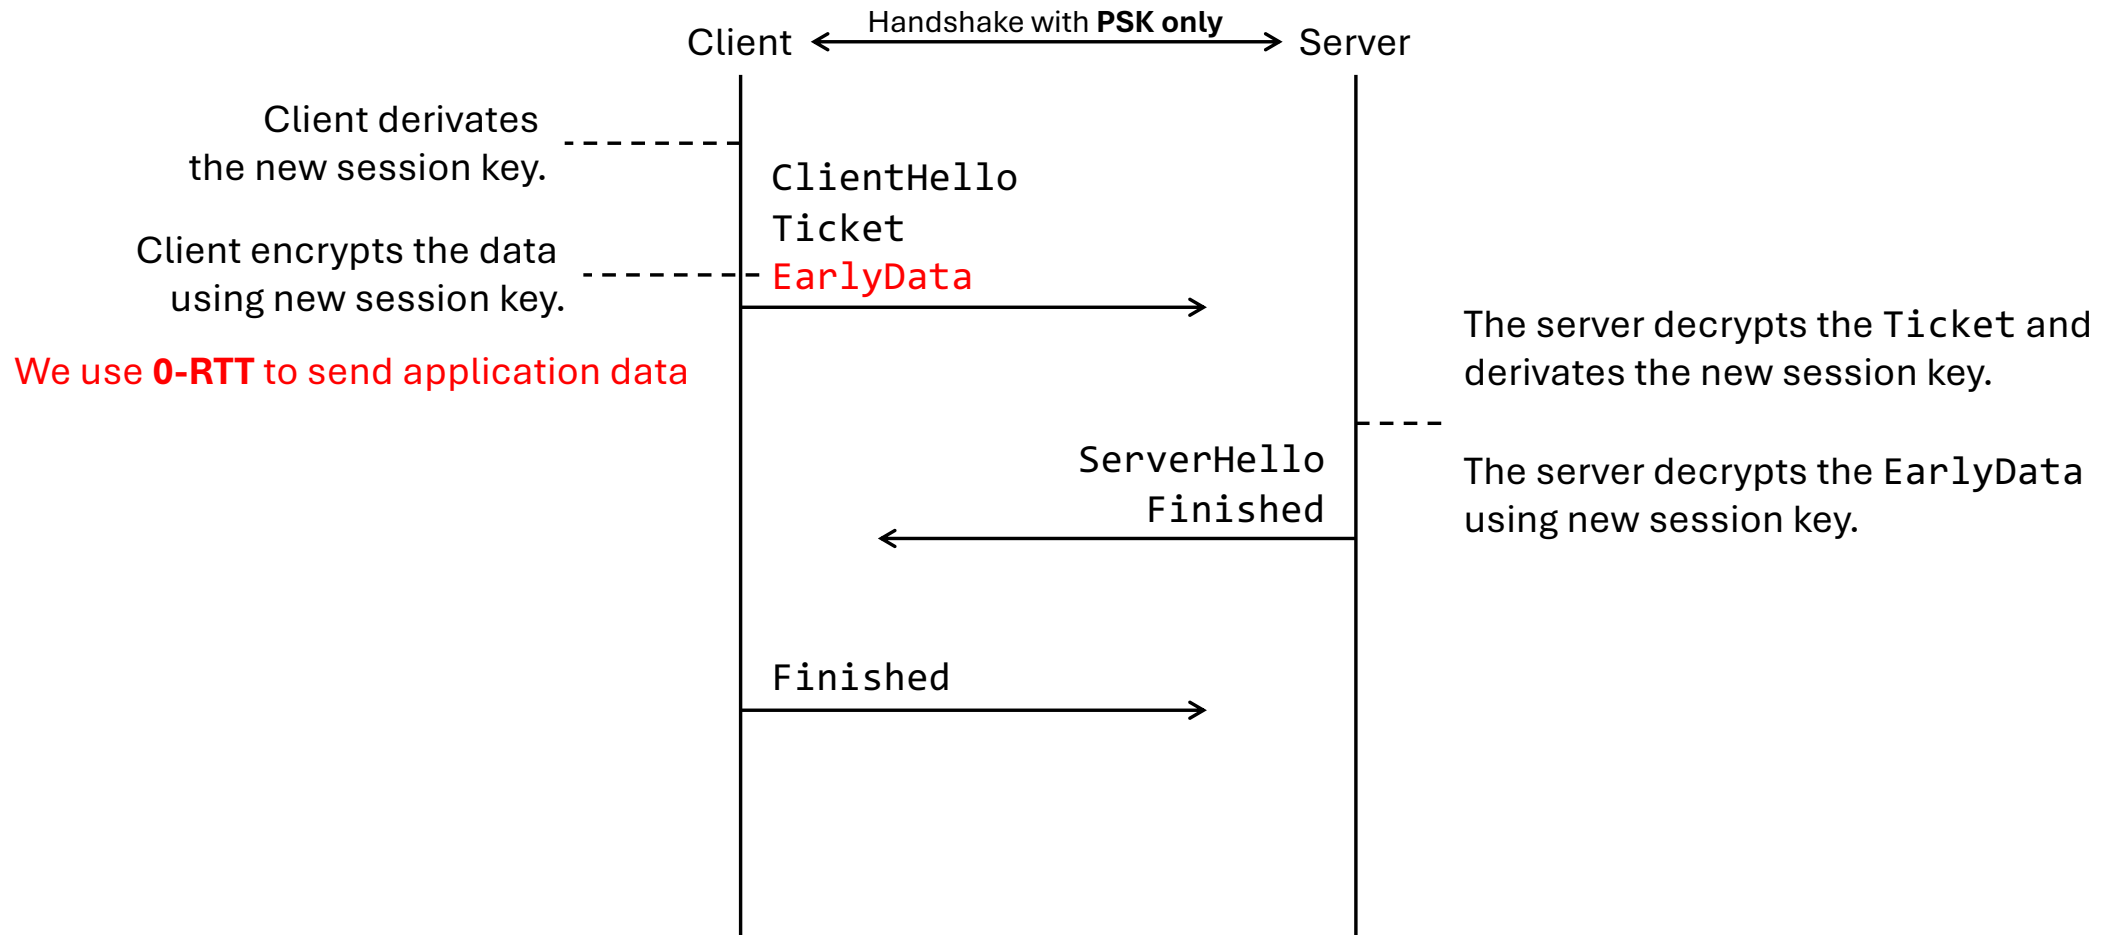 Handshake with PSK only
Client
Server
Client derivates
the new session key.
ClientHello
Ticket
EarlyData
Client encrypts the data
using new session key.
We use 0-RTT to send application data
The server decrypts the Ticket and
derivates the new session key.
ServerHello
Finished
The server decrypts the EarlyData
using new session key.
Finished